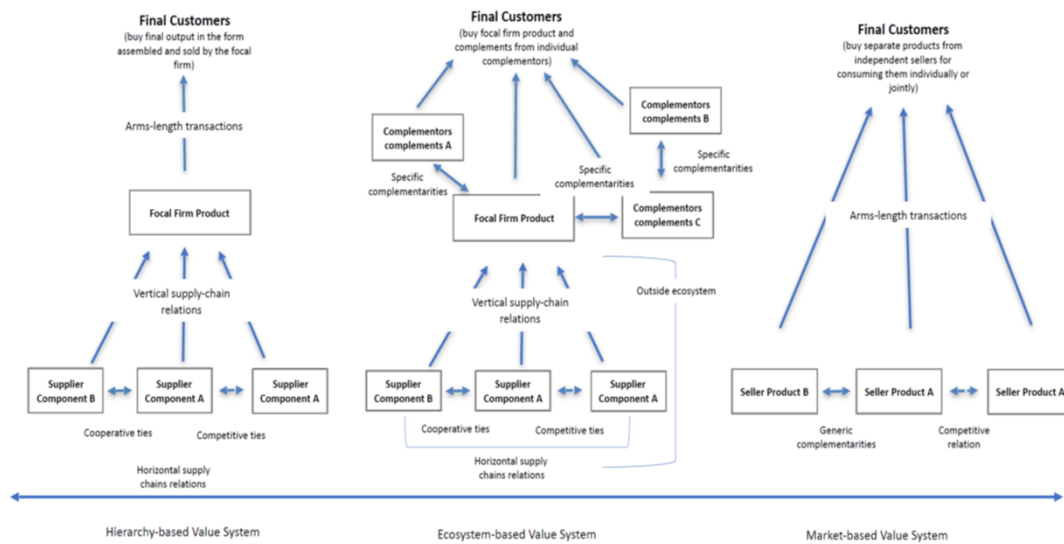 Final Customers
(buy final output in the form
assembled and sold by the focal
firm)
Arms-length transactions
Focal Firm Product
Vertical supply-chain
relations
Supplier
Component B
Supplier
Component A
Supplier
Component A
Cooperative ties
Competitive ties
Horizontal supply
chains relations
Hierarchy-based Value System
Final Customers
(buy focal firm product and
complements from individual
complementors)
Complementors
complements A
Complementors
complements B
Specific
complementarities
Specific
complementarities
Specific
complementarities
Focal Firm Product
Complementors
complements C
Outside ecosystem
Vertical supply-chain
relations
Supplier
Component B
Supplier
Component A
Supplier
Component A
Cooperative ties
Competitive ties
Horizontal supply
chains relations
Ecosystem-based Value System
Final Customers
(buy separate products from
independent sellers for
consuming them individually or
jointly)
Arms-length transactions
Seller Product B
Seller Product A
Seller Product A
Generic
complementarities
Competitive
relation
Market-based Value System